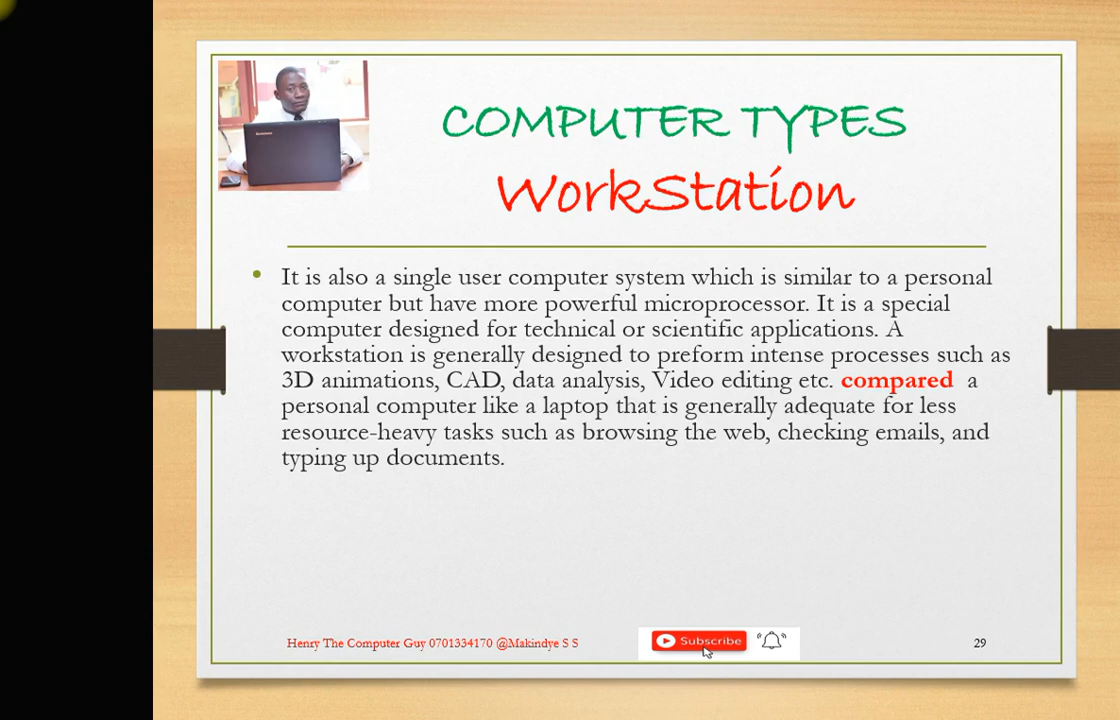 COMPUTER TYPES
WorkStation
• It is also a single user computer system which is similar to a personal
computer but have more powerful microprocessor. It is a special
computer designed for technical or scientific applications. A
workstation is generally designed to preform intense processes such as
3D animations, CAD, data analysis, Video editing etc. compared a
personal computer like a laptop that is generally adequate for less
resource-heavy tasks such as browsing the web, checking emails, and
typing up documents.
Henry The Computer Guy 0701334170 @Makindye S S
Subscribe
29